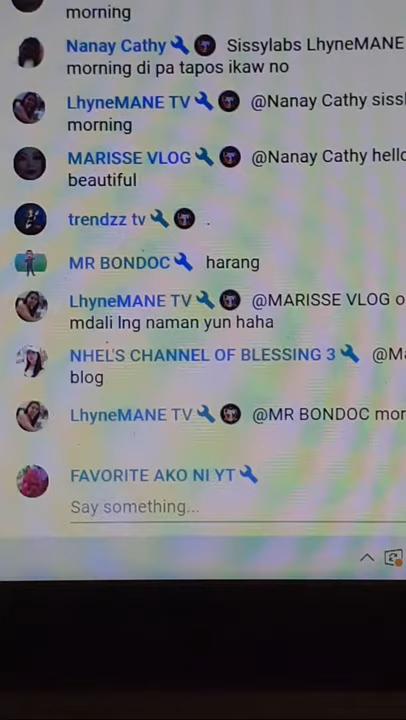 morning
Nanay Cathy Sissylabs LhyneMANE
morning di pa tapos ikaw no
LhyneMANE TV @Nanay Cathy siss
morning
MARISSE VLOG @Nanay Cathy hello
beautiful
trendzz tv .
MR BONDOC harang
LhyneMANE TV @MARISSE VLOG o
mdali lng naman yun haha
NHEL'S CHANNEL OF BLESSING 3 @Ma
blog
LhyneMANE TV @MR BONDOC mor
FAVORITE AKO NI YT
Say something...